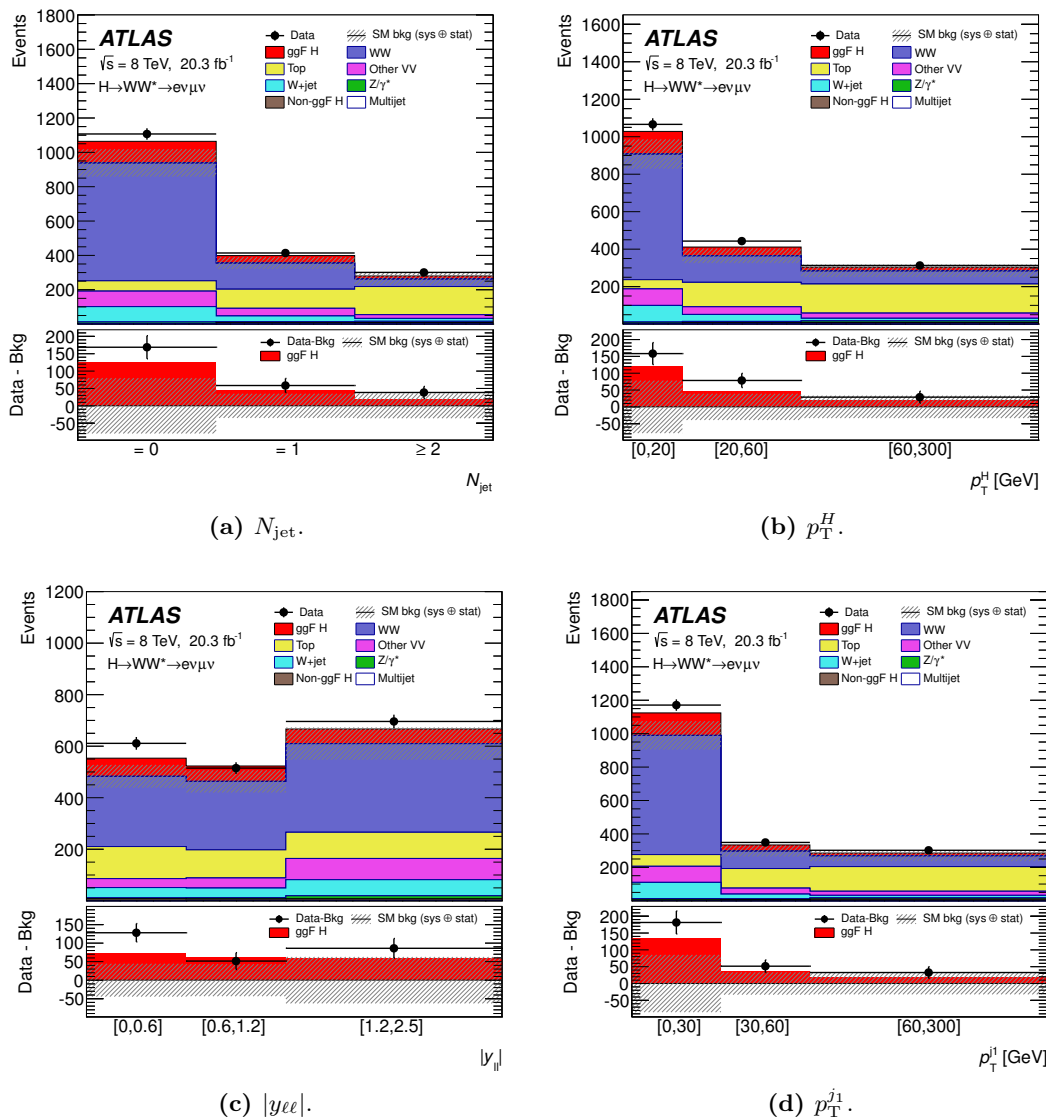 Events
1800
1600
1400
1200
1000
800
600
400
200
ATLAS
√s = 8 TeV, 20.3 fb⁻¹
H→WW*→eνμν
Data
SM bkg (sys ⊕ stat)
ggF H
WW
Top
Other VV
W+jet
Z/γ*
Non-ggF H
Multijet
Data - Bkg
200
150
100
50
0
-50
Data-Bkg
SM bkg (sys ⊕ stat)
ggF H
= 0
= 1
≥ 2
N_jet
(a) N_jet.
Events
1600
1400
1200
1000
800
600
400
200
ATLAS
√s = 8 TeV, 20.3 fb⁻¹
H→WW*→eνμν
Data
SM bkg (sys ⊕ stat)
ggF H
WW
Top
Other VV
W+jet
Z/γ*
Non-ggF H
Multijet
Data - Bkg
200
150
100
50
0
-50
Data-Bkg
SM bkg (sys ⊕ stat)
ggF H
[0,20]
[20,60]
[60,300]
p_T^H [GeV]
(b) p_T^H.
Events
1200
1000
800
600
400
200
ATLAS
√s = 8 TeV, 20.3 fb⁻¹
H→WW*→eνμν
Data
SM bkg (sys ⊕ stat)
ggF H
WW
Top
Other VV
W+jet
Z/γ*
Non-ggF H
Multijet
Data - Bkg
150
100
50
0
-50
Data-Bkg
SM bkg (sys ⊕ stat)
ggF H
[0,0.6]
[0.6,1.2]
[1.2,2.5]
|y_ll|
(c) |y_ℓℓ|.
Events
1800
1600
1400
1200
1000
800
600
400
200
ATLAS
√s = 8 TeV, 20.3 fb⁻¹
H→WW*→eνμν
Data
SM bkg (sys ⊕ stat)
ggF H
WW
Top
Other VV
W+jet
Z/γ*
Non-ggF H
Multijet
Data - Bkg
200
150
100
50
0
-50
Data-Bkg
SM bkg (sys ⊕ stat)
ggF H
[0,30]
[30,60]
[60,300]
p_T^j1 [GeV]
(d) p_T^j1.